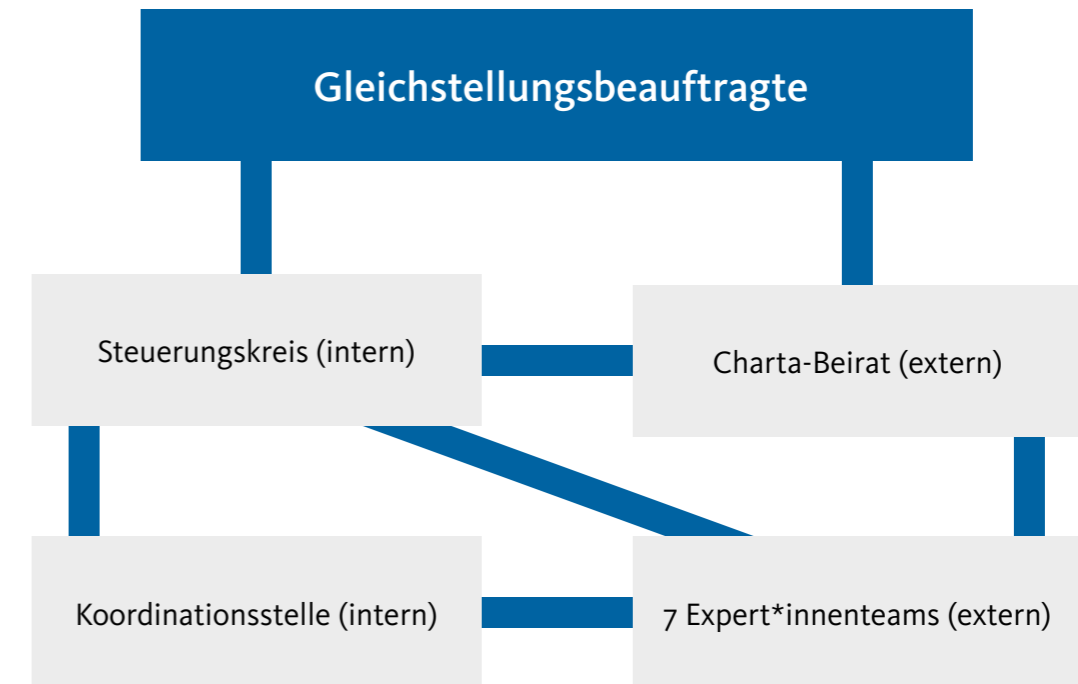 Gleichstellungsbeauftragte
Steuerungskreis (intern)
Charta-Beirat (extern)
Koordinationsstelle (intern)
7 Expert*innenteams (extern)